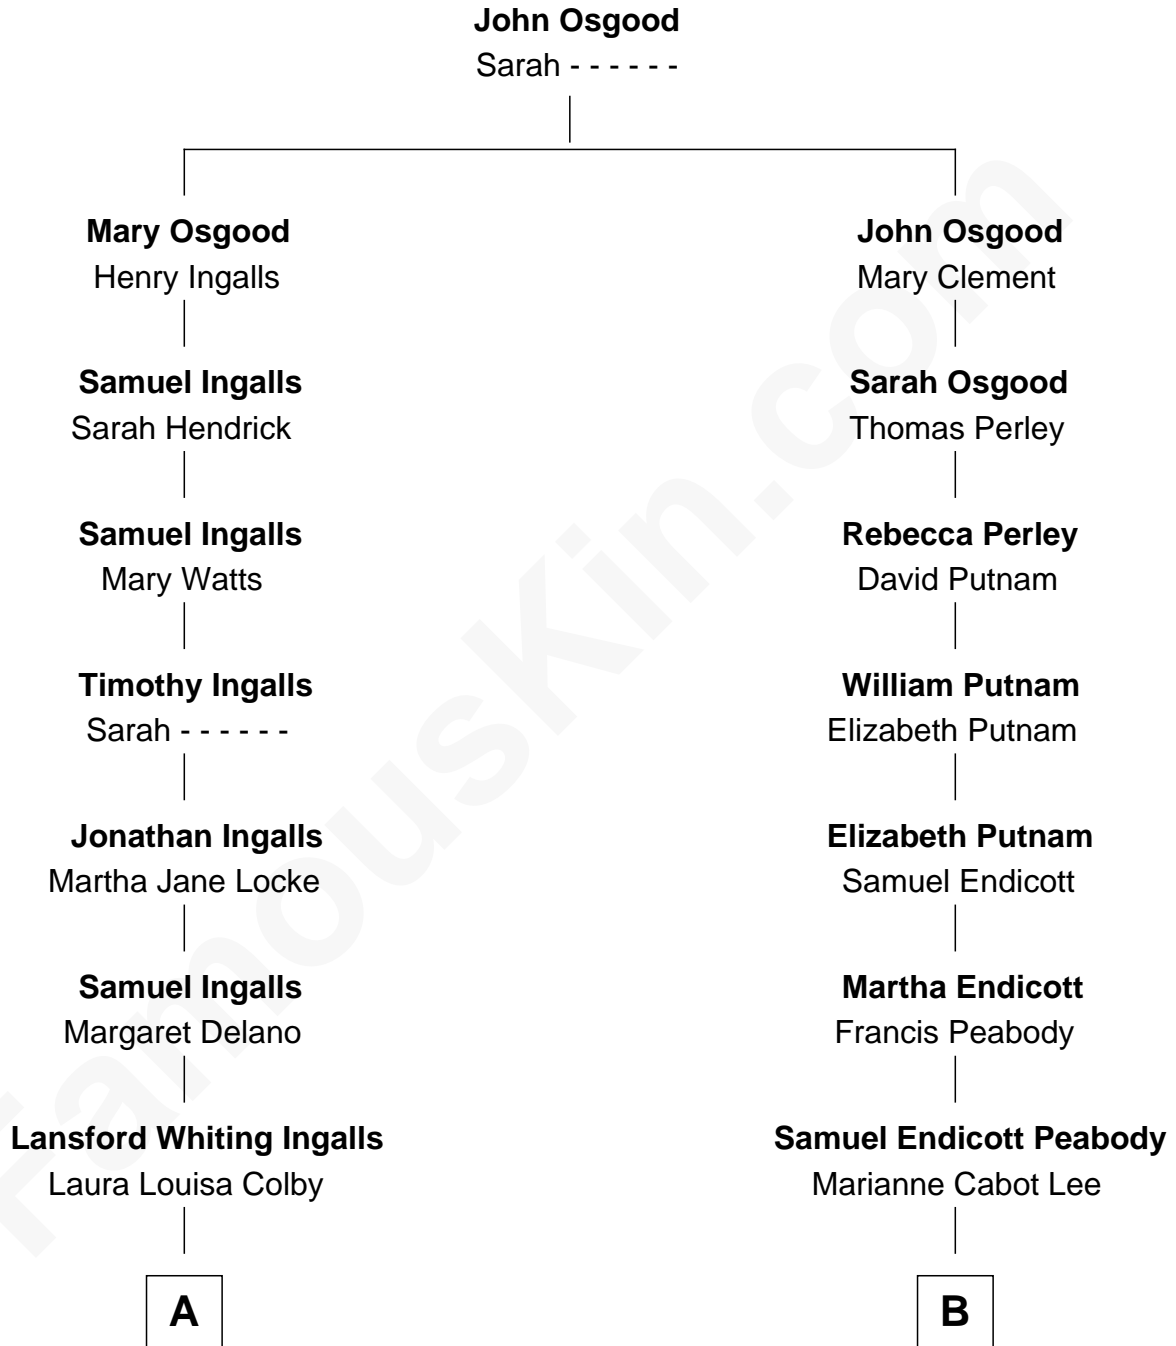 John Osgood
Sarah - - - - - -
Mary Osgood
Henry Ingalls
John Osgood
Mary Clement
Samuel Ingalls
Sarah Hendrick
Sarah Osgood
Thomas Perley
Samuel Ingalls
Mary Watts
Rebecca Perley
David Putnam
Timothy Ingalls
Sarah - - - - - -
William Putnam
Elizabeth Putnam
Jonathan Ingalls
Martha Jane Locke
Elizabeth Putnam
Samuel Endicott
Samuel Ingalls
Margaret Delano
Martha Endicott
Francis Peabody
Lansford Whiting Ingalls
Laura Louisa Colby
Samuel Endicott Peabody
Marianne Cabot Lee
A
B
FamousKin.com